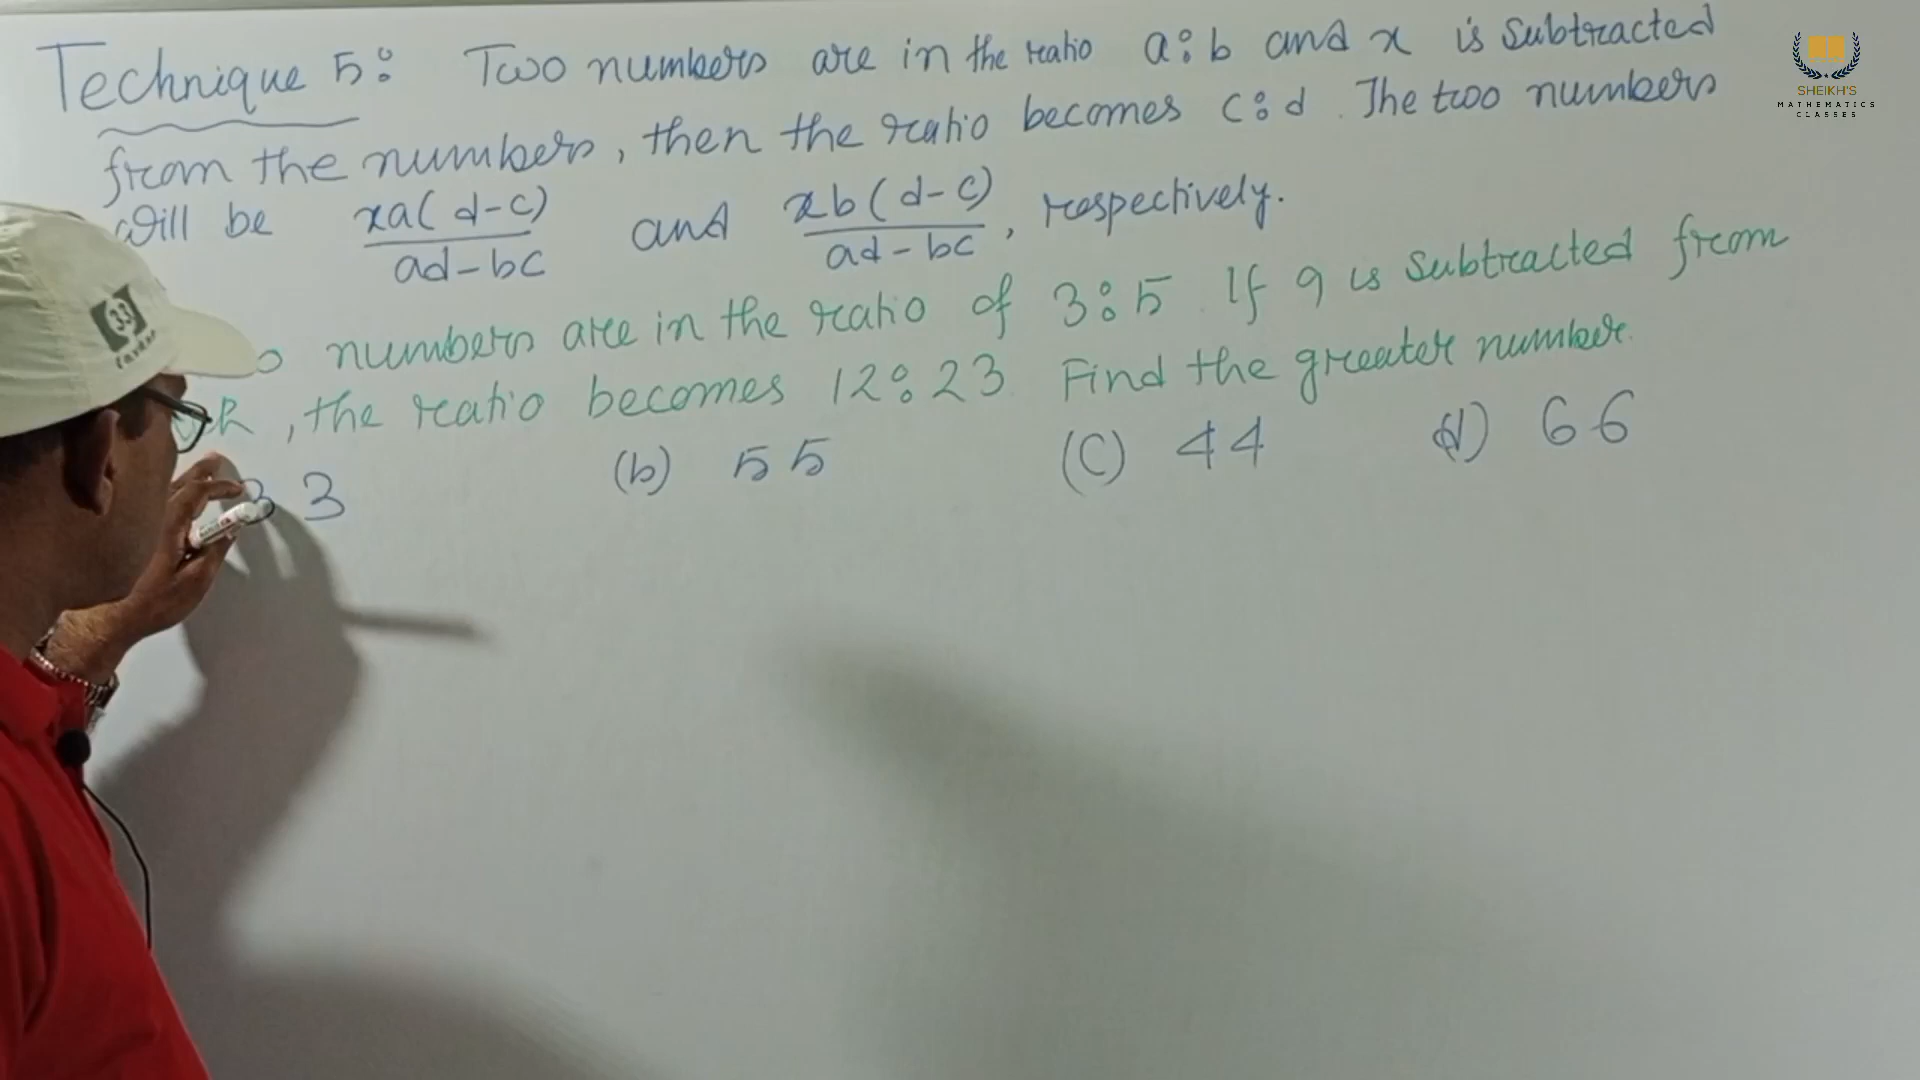 Technique 5: Two numbers are in the ratio a:b and x is subtracted
from the numbers, then the ratio becomes c:d. The two numbers
will be xa(d-c)/ad-bc and xb(d-c)/ad-bc, respectively.
numbers are in the ratio of 3:5. If 9 is subtracted from
, the ratio becomes 12:23. Find the greater number.
33 (b) 55 (C) 44 (d) 66
SHEIKH'S
MATHEMATICS
CLASSES
33